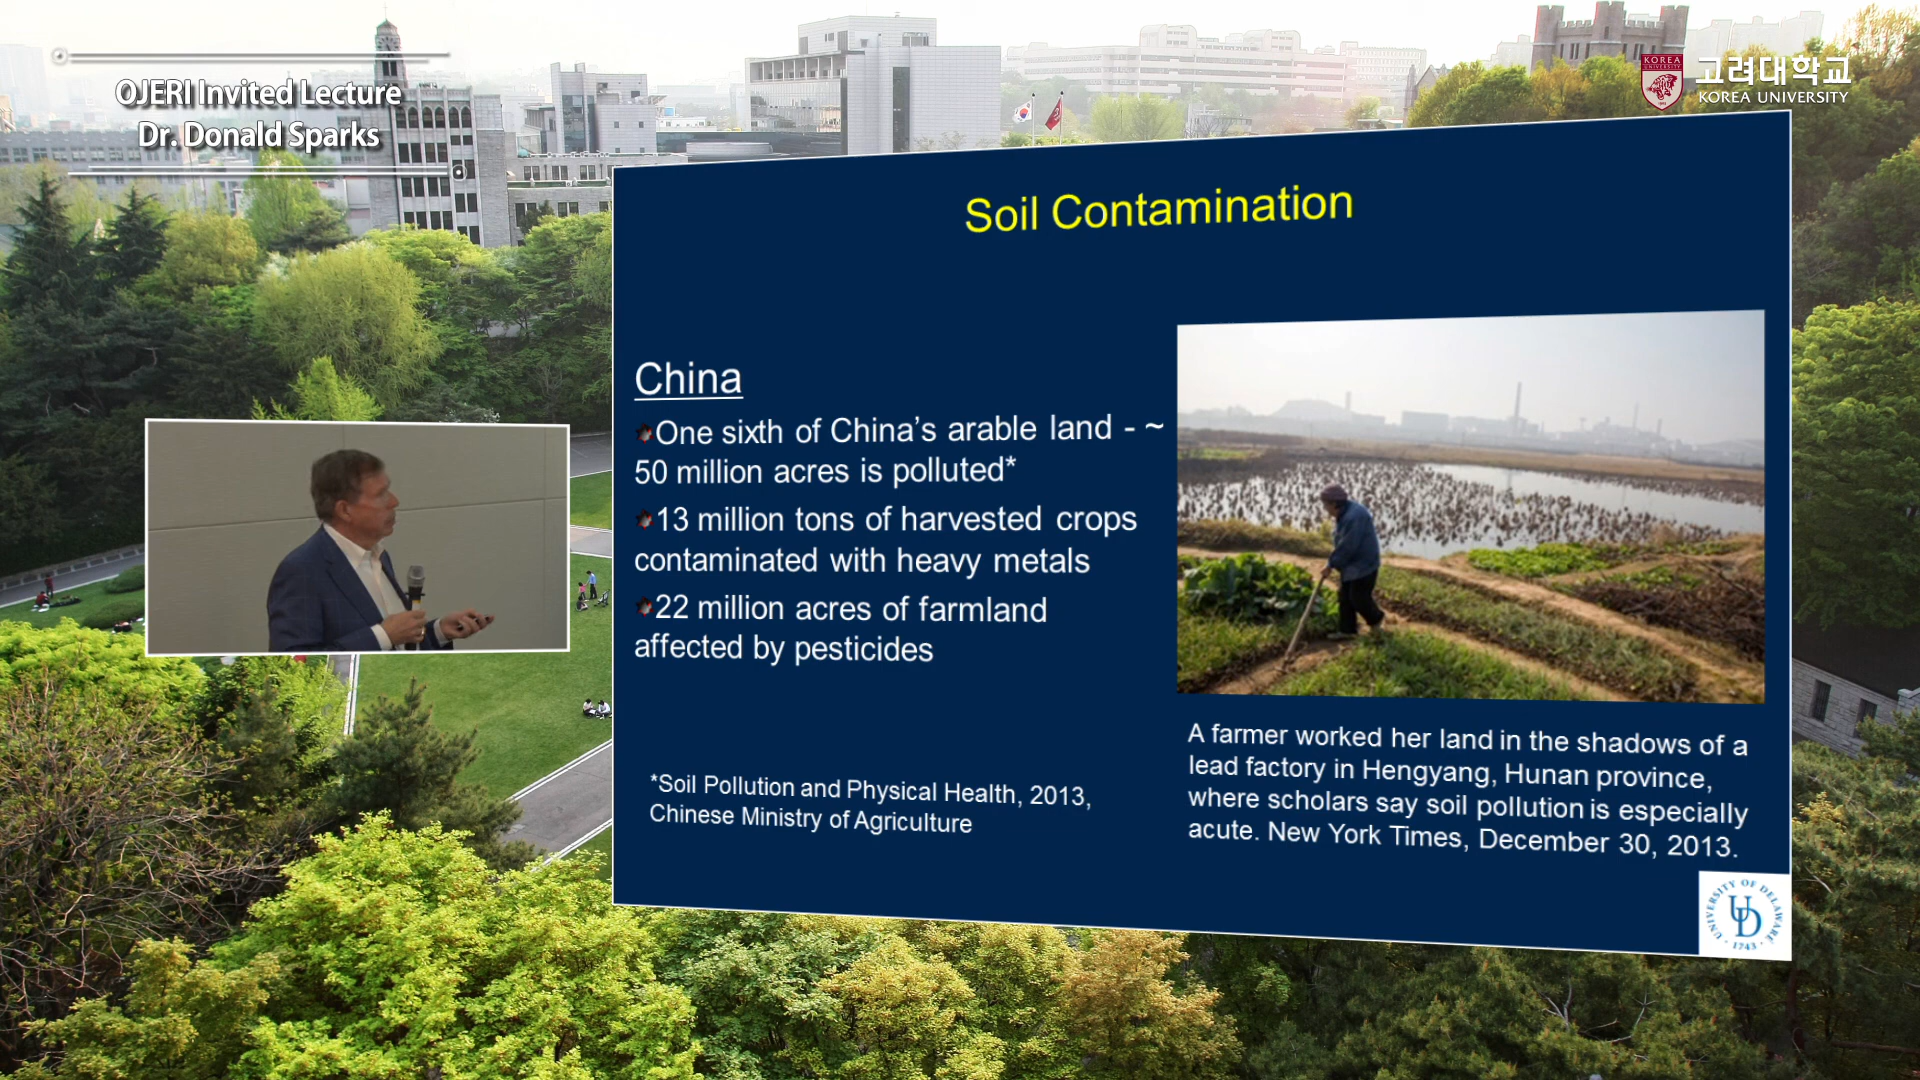 OJERI Invited Lecture
Dr. Donald Sparks
KOREA
UNIVERSITY
고려대학교
KOREA UNIVERSITY
Soil Contamination
China
One sixth of China's arable land - ~
50 million acres is polluted*
13 million tons of harvested crops
contaminated with heavy metals
22 million acres of farmland
affected by pesticides
*Soil Pollution and Physical Health, 2013,
Chinese Ministry of Agriculture
A farmer worked her land in the shadows of a
lead factory in Hengyang, Hunan province,
where scholars say soil pollution is especially
acute. New York Times, December 30, 2013.
UNIVERSITY OF DELAWARE
UD
· 1743 ·